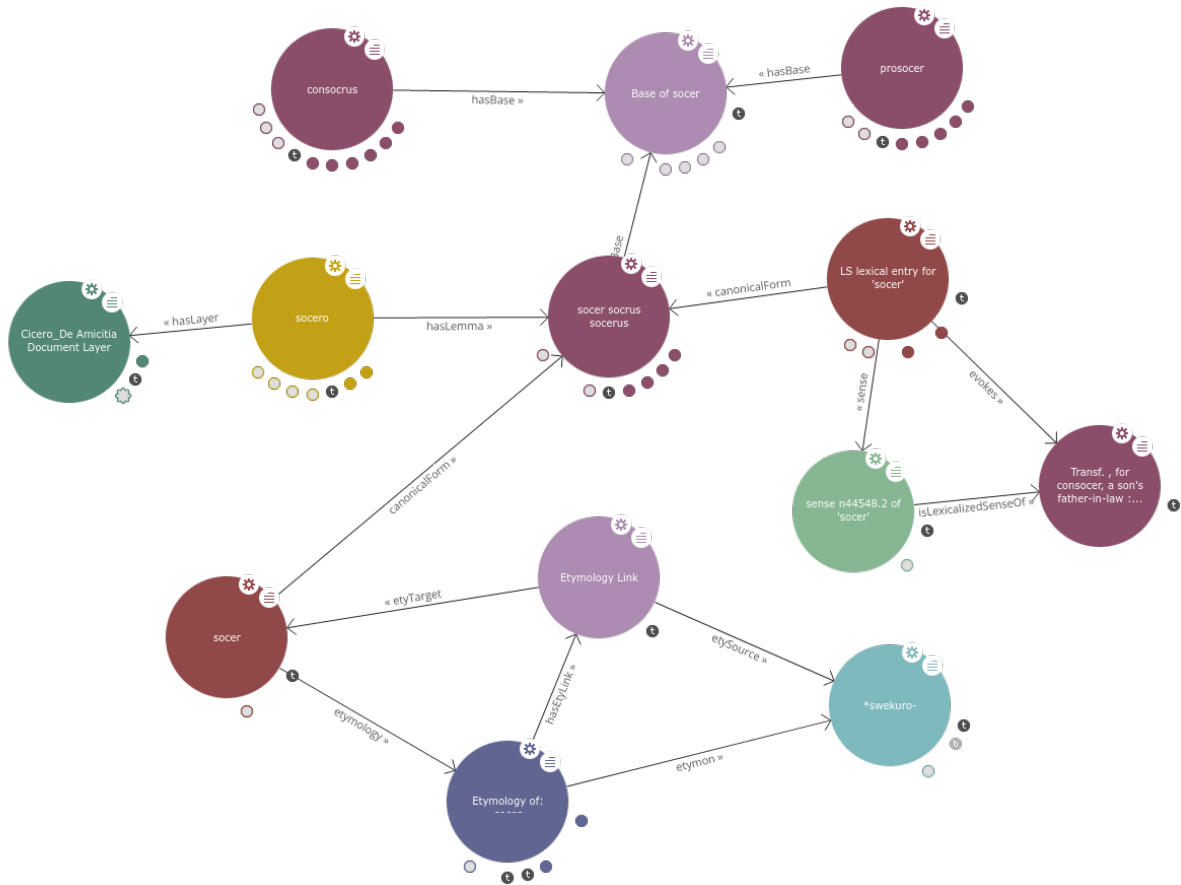 consocrus
hasBase »
Base of socer
« hasBase
prosocer
Base
Cicero_De Amicitia
Document Layer
« hasLayer
socero
hasLemma »
socer socrus
socerus
« canonicalForm
LS lexical entry for
'socer'
« sense
evokes »
canonicalForm »
sense n44548.2 of
'socer'
isLexicalizedSenseOf »
Transf. , for
consocer, a son's
father-in-law :...
socer
« etyTarget
Etymology Link
etySource »
*swekuro-
etymology »
hasEtyLink »
etymon »
Etymology of:
t
t
t
t
t
t
t
t
t
t
t
t
t
t
b